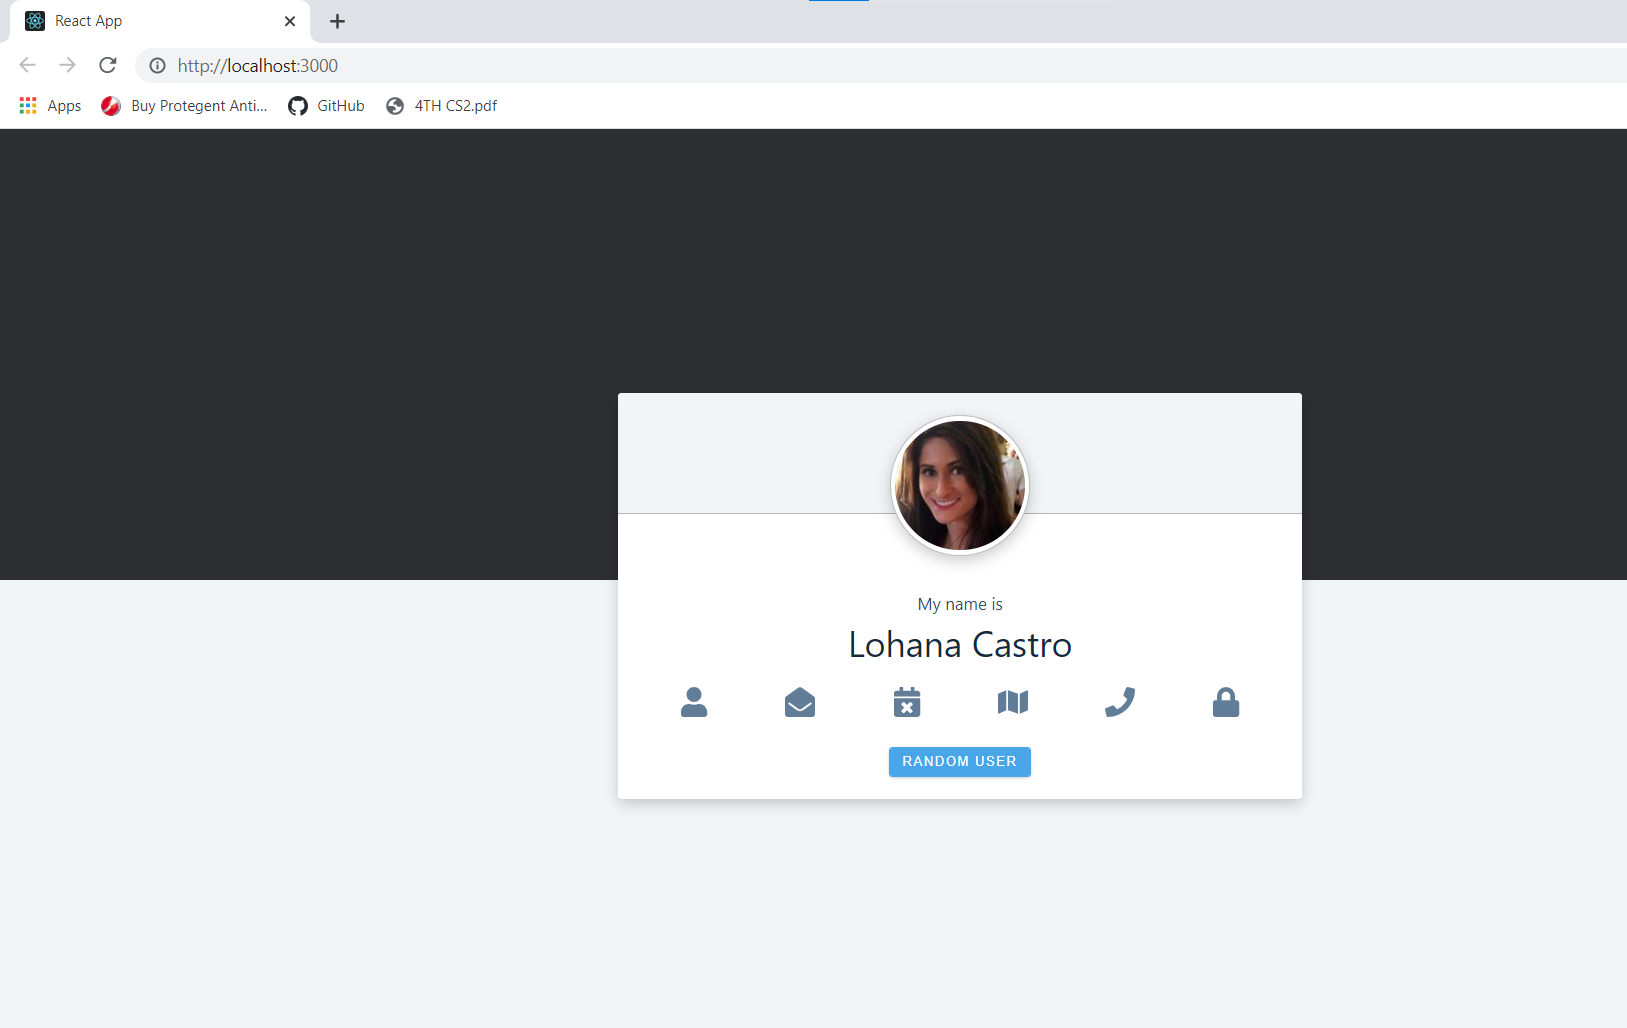 React App
http://localhost:3000
Apps
Buy Protegent Anti...
GitHub
4TH CS2.pdf
My name is
Lohana Castro
RANDOM USER